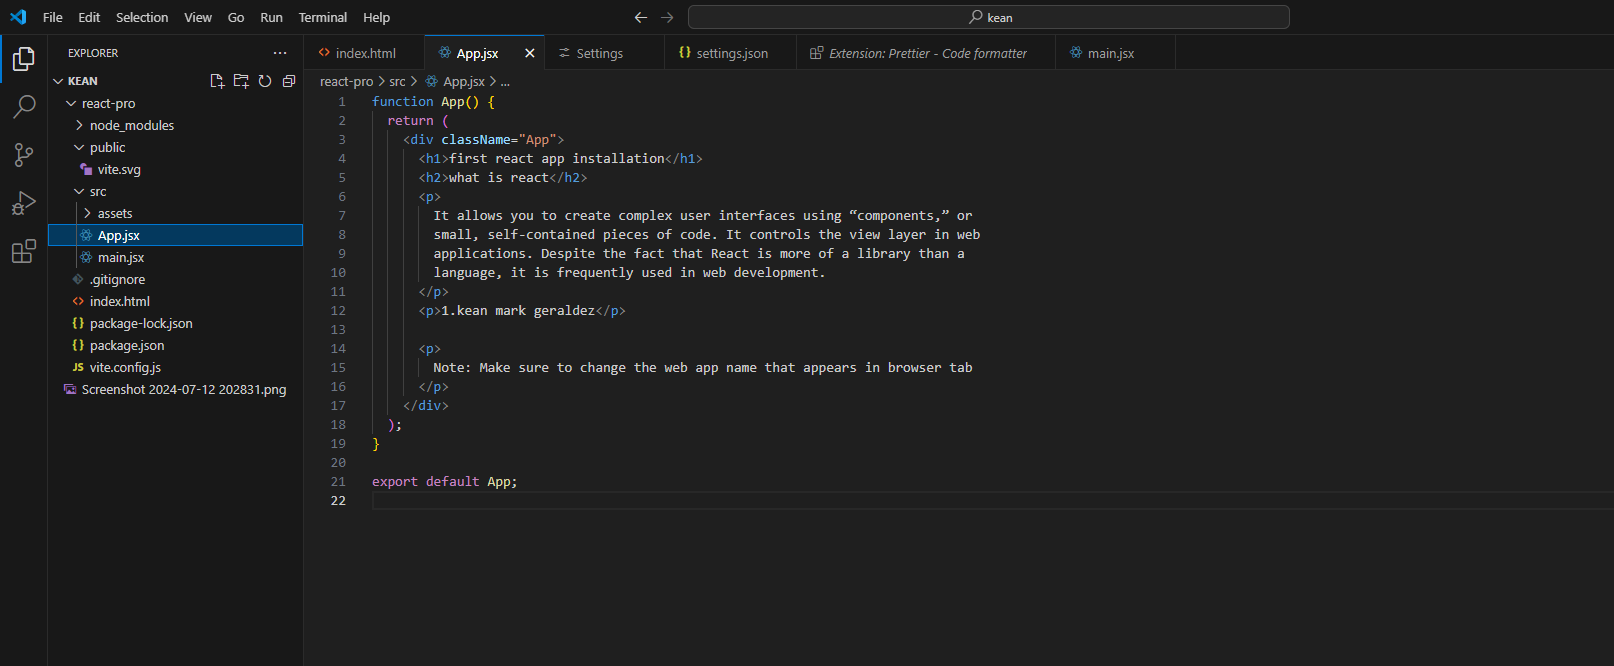 File Edit Selection View Go Run Terminal Help
kean
EXPLORER
index.html
App.jsx
Settings
{} settings.json
Extension: Prettier - Code formatter
main.jsx
KEAN
react-pro
node_modules
public
vite.svg
src
assets
App.jsx
main.jsx
.gitignore
index.html
{} package-lock.json
{} package.json
JS vite.config.js
Screenshot 2024-07-12 202831.png
react-pro > src > App.jsx > ...
1 function App() {
2 return (
3 <div className="App">
4 <h1>first react app installation</h1>
5 <h2>what is react</h2>
6 <p>
7 It allows you to create complex user interfaces using “components,” or
8 small, self-contained pieces of code. It controls the view layer in web
9 applications. Despite the fact that React is more of a library than a
10 language, it is frequently used in web development.
11 </p>
12 <p>1.kean mark geraldez</p>
13
14 <p>
15 Note: Make sure to change the web app name that appears in browser tab
16 </p>
17 </div>
18 );
19 }
20
21 export default App;
22